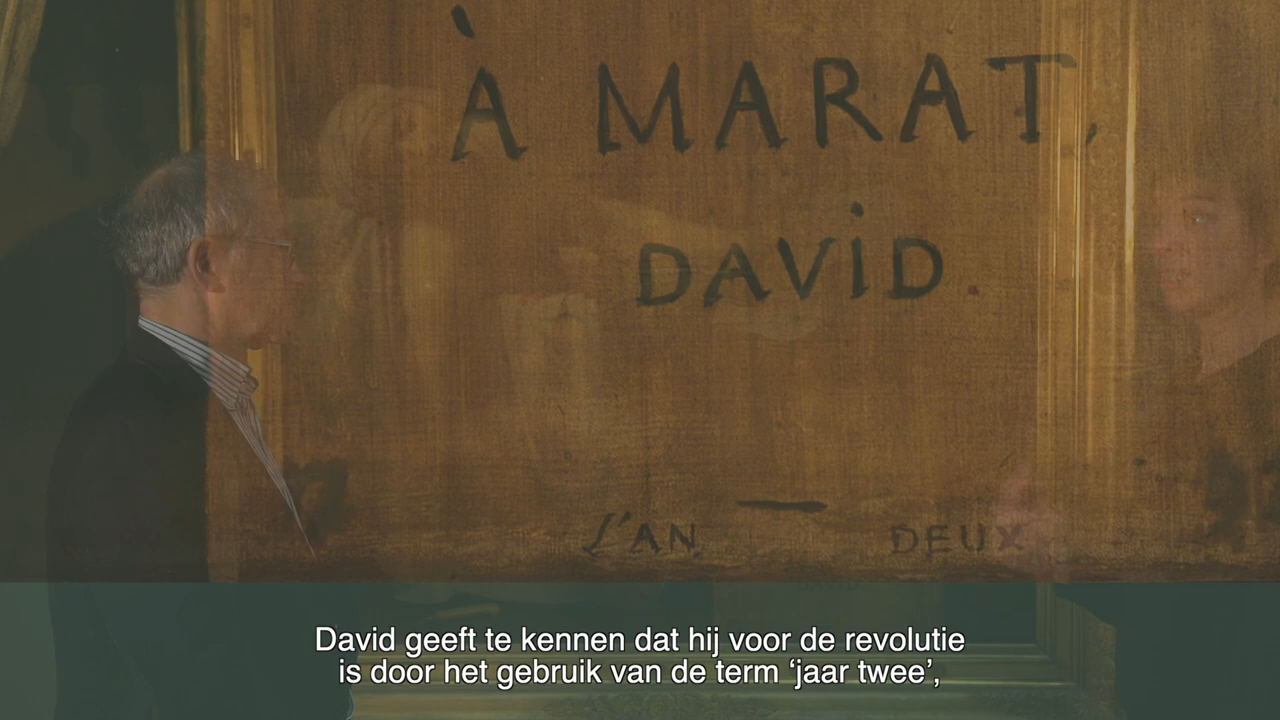 À MARAT,
DAVID.
L'AN DEUX
David geeft te kennen dat hij voor de revolutie
is door het gebruik van de term ‘jaar twee’,